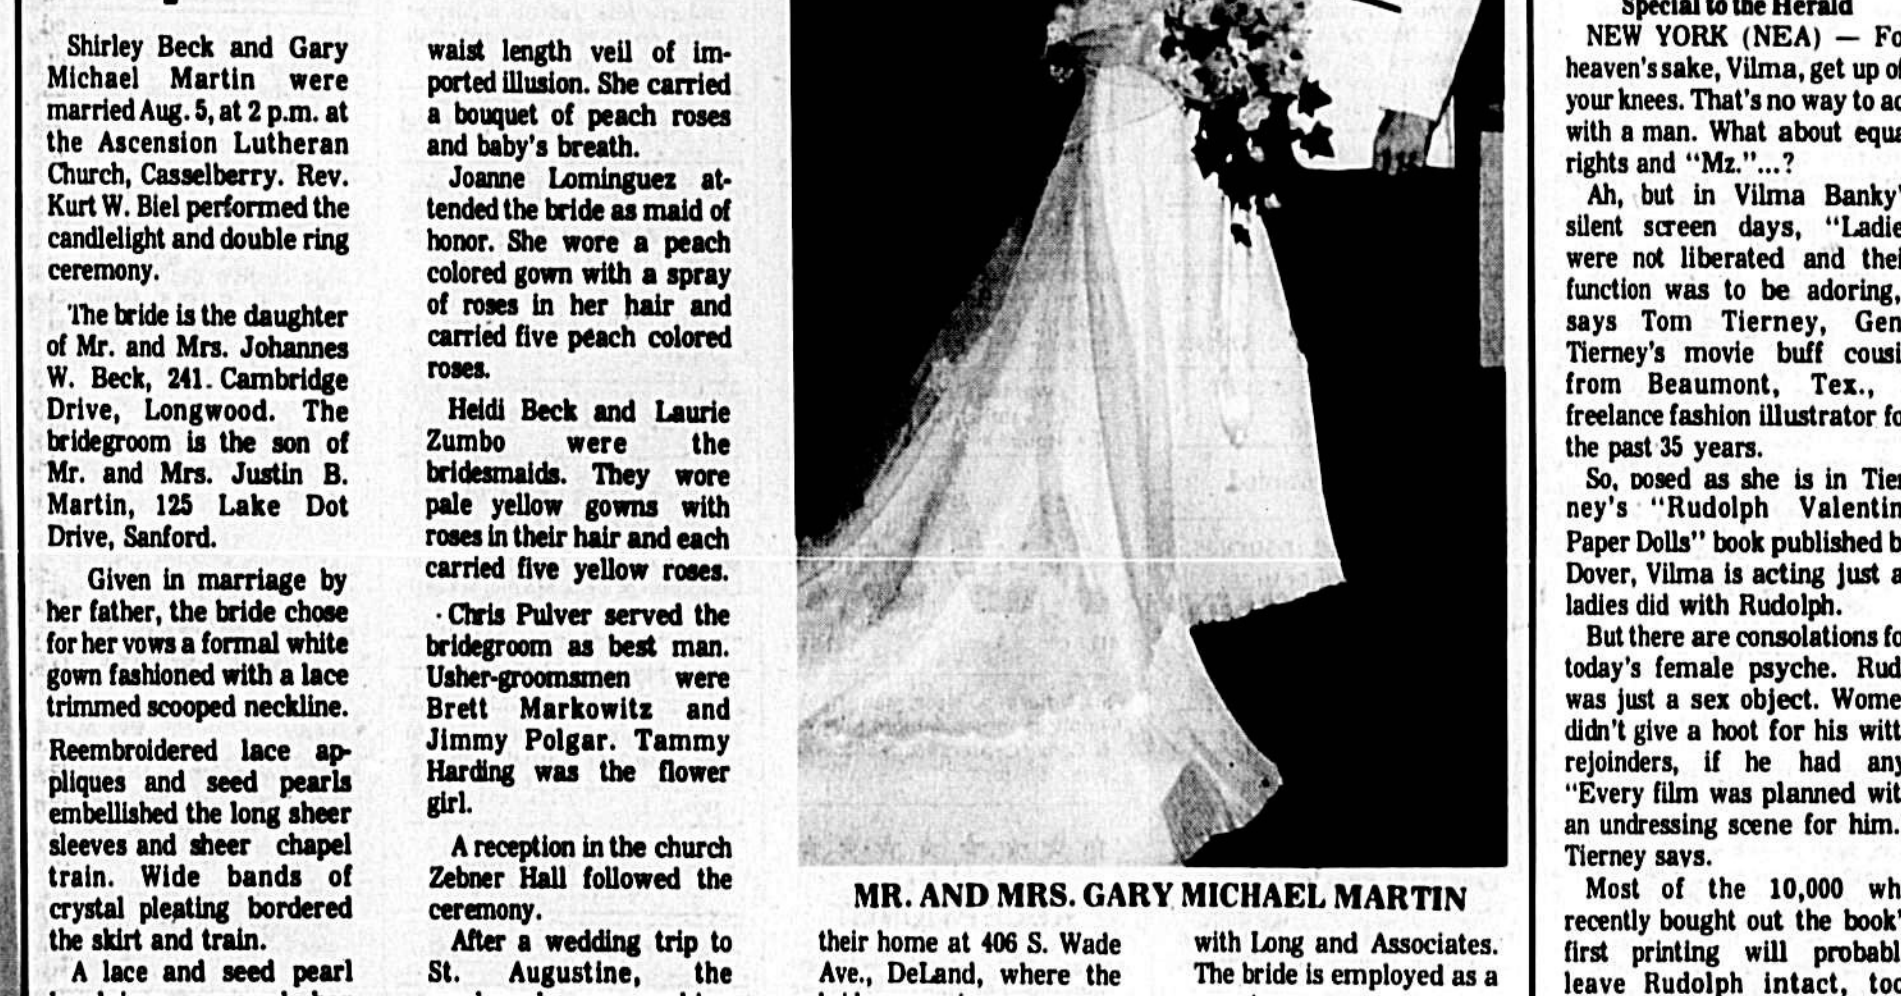 Shirley Beck and Gary
Michael Martin were
married Aug. 5, at 2 p.m. at
the Ascension Lutheran
Church, Casselberry. Rev.
Kurt W. Biel performed the
candlelight and double ring
ceremony.
The bride is the daughter
of Mr. and Mrs. Johannes
W. Beck, 241. Cambridge
Drive, Longwood. The
bridegroom is the son of
Mr. and Mrs. Justin B.
Martin, 125 Lake Dot
Drive, Sanford.
Given in marriage by
her father, the bride chose
for her vows a formal white
gown fashioned with a lace
trimmed scooped neckline.
Reembroidered lace ap-
pliques and seed pearls
embellished the long sheer
sleeves and sheer chapel
train. Wide bands of
crystal pleating bordered
the skirt and train.
A lace and seed pearl
waist length veil of im-
ported illusion. She carried
a bouquet of peach roses
and baby's breath.
Joanne Lominguez at-
tended the bride as maid of
honor. She wore a peach
colored gown with a spray
of roses in her hair and
carried five peach colored
roses.
Heidi Beck and Laurie
Zumbo were the
bridesmaids. They wore
pale yellow gowns with
roses in their hair and each
carried five yellow roses.
Chris Pulver served the
bridegroom as best man.
Usher-groomsmen were
Brett Markowitz and
Jimmy Polgar. Tammy
Harding was the flower
girl.
A reception in the church
Zebner Hall followed the
ceremony.
After a wedding trip to
St. Augustine, the
MR. AND MRS. GARY MICHAEL MARTIN
their home at 406 S. Wade
Ave., DeLand, where the
with Long and Associates.
The bride is employed as a
Special to the Herald
NEW YORK (NEA) — Fo
heaven's sake, Vilma, get up of
your knees. That's no way to ac
with a man. What about equa
rights and "Mz."...?
Ah, but in Vilma Banky'
silent screen days, "Ladie
were not liberated and thei
function was to be adoring,
says Tom Tierney, Gen
Tierney's movie buff cousi
from Beaumont, Tex.,
freelance fashion illustrator fo
the past 35 years.
So, posed as she is in Tier
ney's "Rudolph Valentin
Paper Dolls" book published b
Dover, Vilma is acting just a
ladies did with Rudolph.
But there are consolations fo
today's female psyche. Rud
was just a sex object. Wome
didn't give a hoot for his witt
rejoinders, if he had any
"Every film was planned wit
an undressing scene for him.
Tierney says.
Most of the 10,000 wh
recently bought out the book'
first printing will probabl
leave Rudolph intact, too